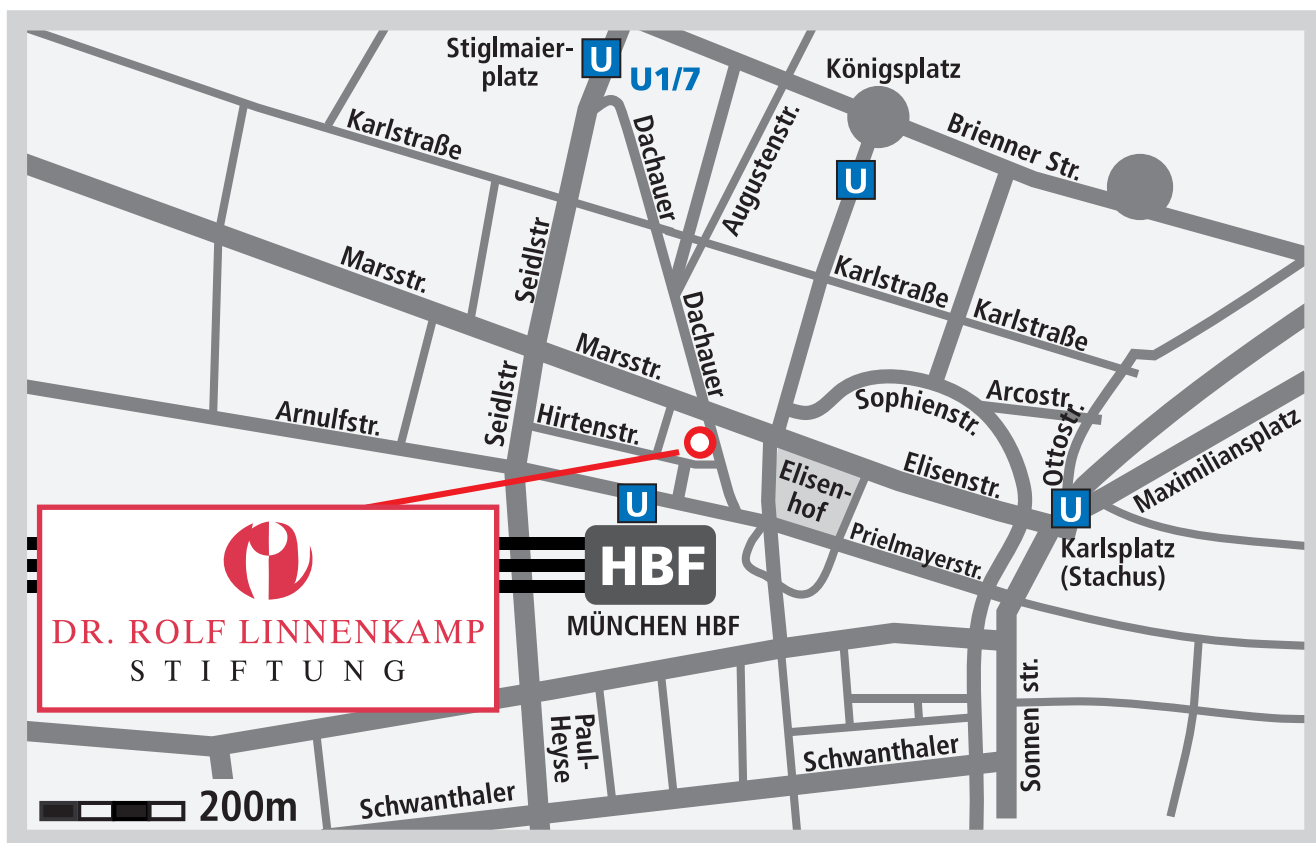 Stiglmaier-
platz
U
U1/7
Königsplatz
Karlstraße
Dachauer
Augustenstr.
Brienner Str.
U
Seidlstr
Marsstr.
Karlstraße
Dachauer
Karlstraße
Marsstr.
Seidlstr
Arnulfstr.
Hirtenstr.
Sophienstr.
Arcostr.
Ottostr.
Maximiliansplatz
Elisen-
hof
Elisenstr.
U
U
Prielmayerstr.
Karlsplatz
(Stachus)
HBF
MÜNCHEN HBF
DR. ROLF LINNENKAMP
STIFTUNG
Paul-
Heyse
Sonnen str.
Schwanthaler
Schwanthaler
200m